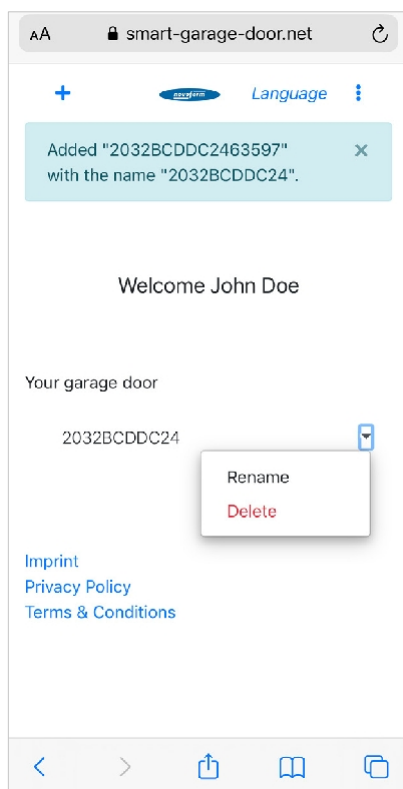 AA smart-garage-door.net
Language
Added "2032BCDDC2463597"
with the name "2032BCDDC24".
Welcome John Doe
Your garage door
2032BCDDC24
Rename
Delete
Imprint
Privacy Policy
Terms & Conditions